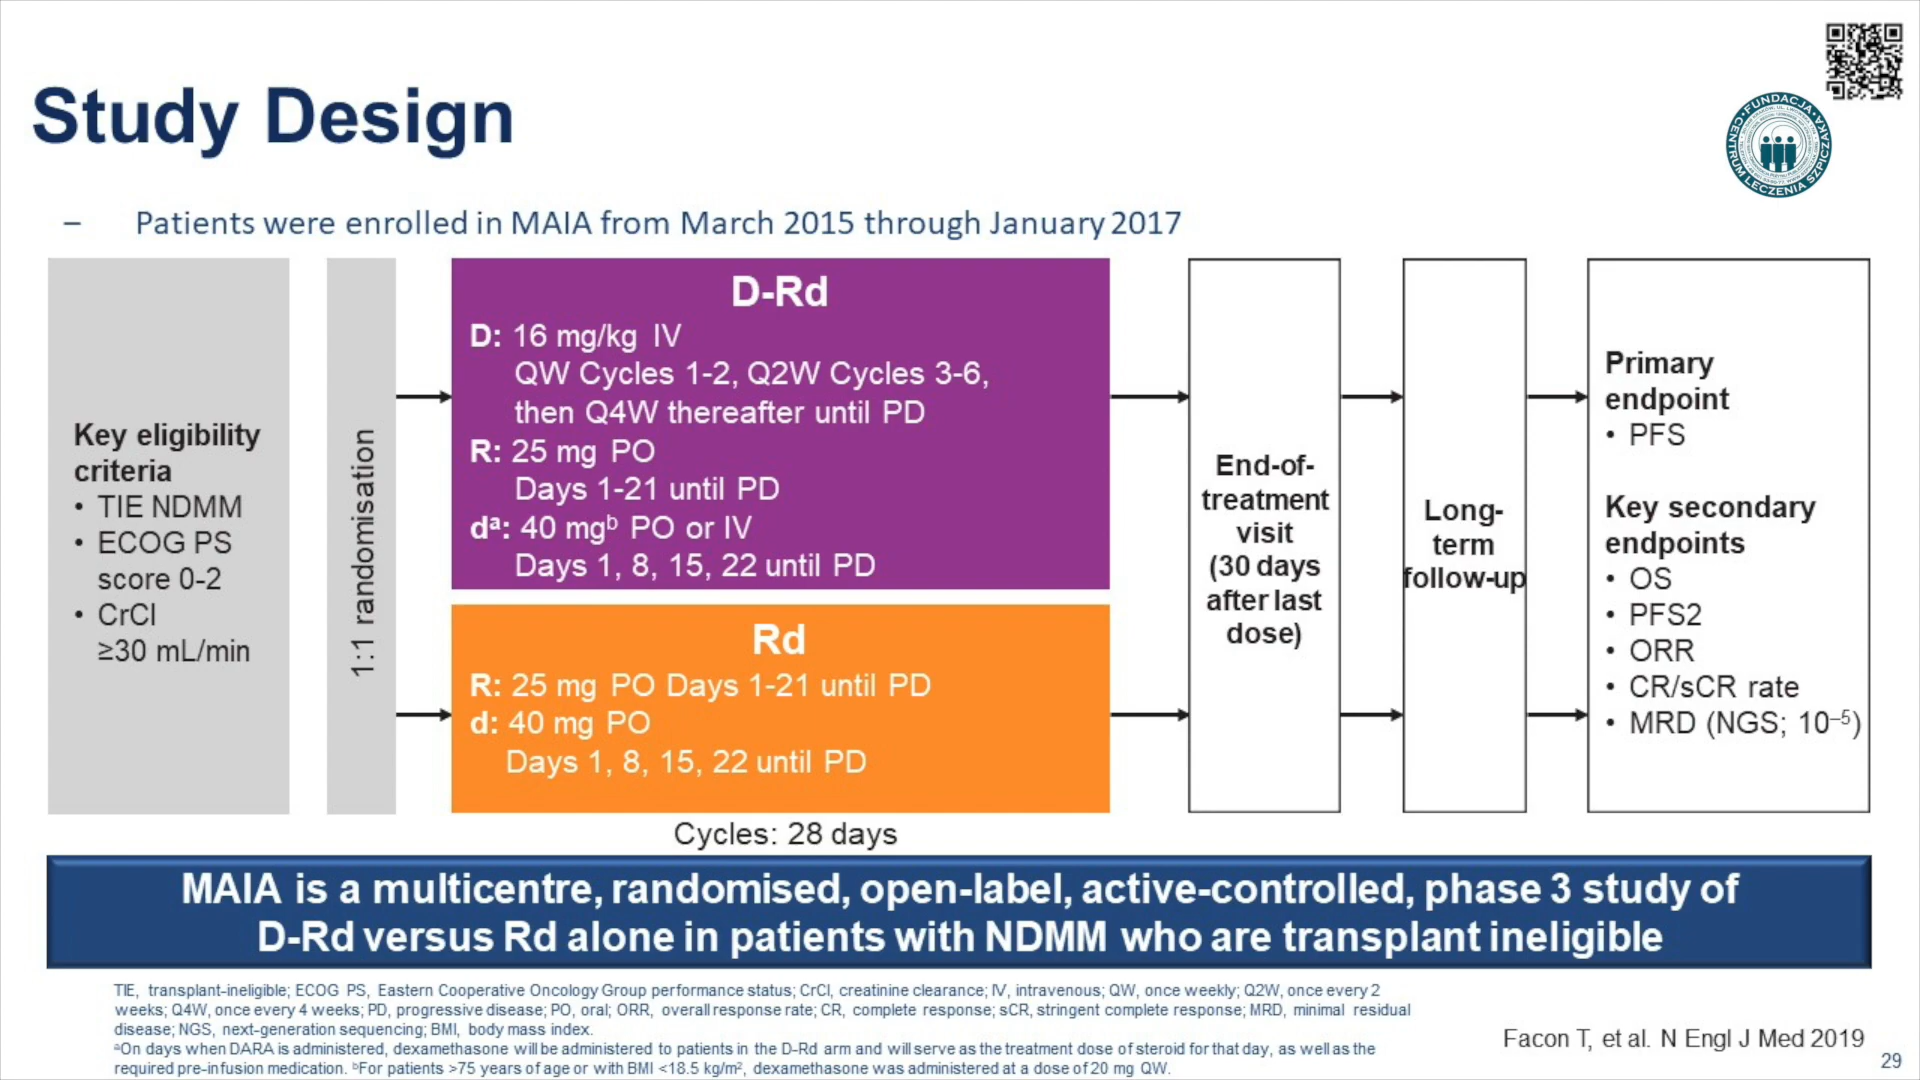 Study Design
FUNDACJA
CENTRUM LECZENIA SZPICZAKA
– Patients were enrolled in MAIA from March 2015 through January 2017
Key eligibility
criteria
• TIE NDMM
• ECOG PS
score 0-2
• CrCl
≥30 mL/min
1:1 randomisation
D-Rd
D: 16 mg/kg IV
QW Cycles 1-2, Q2W Cycles 3-6,
then Q4W thereafter until PD
R: 25 mg PO
Days 1-21 until PD
dᵃ: 40 mgᵇ PO or IV
Days 1, 8, 15, 22 until PD
Rd
R: 25 mg PO Days 1-21 until PD
d: 40 mg PO
Days 1, 8, 15, 22 until PD
Cycles: 28 days
End-of-
treatment
visit
(30 days
after last
dose)
Long-
term
follow-up
Primary
endpoint
• PFS
Key secondary
endpoints
• OS
• PFS2
• ORR
• CR/sCR rate
• MRD (NGS; 10⁻⁵)
MAIA is a multicentre, randomised, open-label, active-controlled, phase 3 study of
D-Rd versus Rd alone in patients with NDMM who are transplant ineligible
TIE, transplant-ineligible; ECOG PS, Eastern Cooperative Oncology Group performance status; CrCl, creatinine clearance; IV, intravenous; QW, once weekly; Q2W, once every 2
weeks; Q4W, once every 4 weeks; PD, progressive disease; PO, oral; ORR, overall response rate; CR, complete response; sCR, stringent complete response; MRD, minimal residual
disease; NGS, next-generation sequencing; BMI, body mass index.
ᵃOn days when DARA is administered, dexamethasone will be administered to patients in the D-Rd arm and will serve as the treatment dose of steroid for that day, as well as the
required pre-infusion medication. ᵇFor patients >75 years of age or with BMI <18.5 kg/m², dexamethasone was administered at a dose of 20 mg QW.
Facon T, et al. N Engl J Med 2019
29